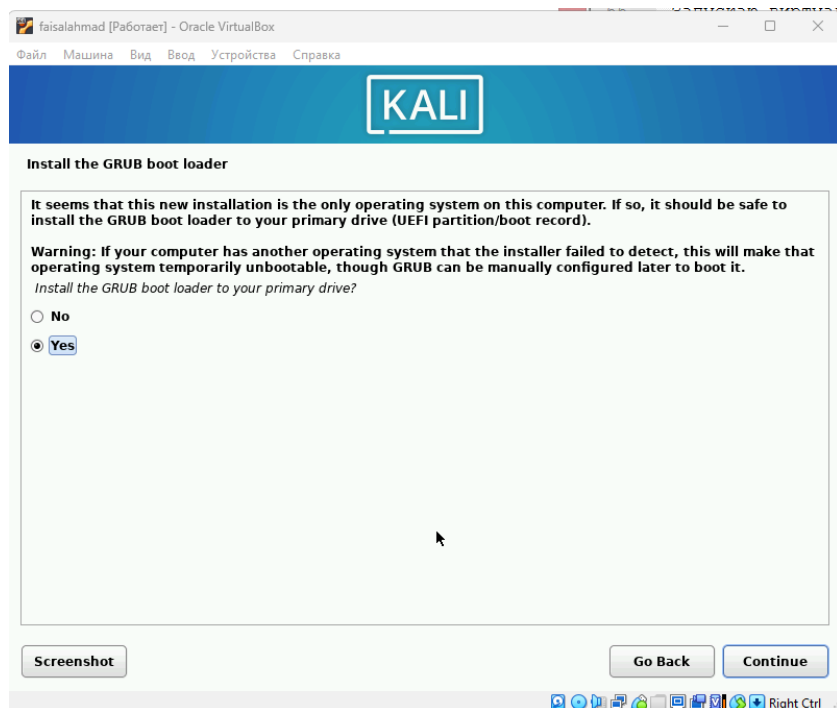 faisalahmad [Работает] - Oracle VirtualBox
Файл Машина Вид Ввод Устройства Справка
KALI
Install the GRUB boot loader
It seems that this new installation is the only operating system on this computer. If so, it should be safe to
install the GRUB boot loader to your primary drive (UEFI partition/boot record).
Warning: If your computer has another operating system that the installer failed to detect, this will make that
operating system temporarily unbootable, though GRUB can be manually configured later to boot it.
Install the GRUB boot loader to your primary drive?
No
Yes
Screenshot
Go Back
Continue
Right Ctrl